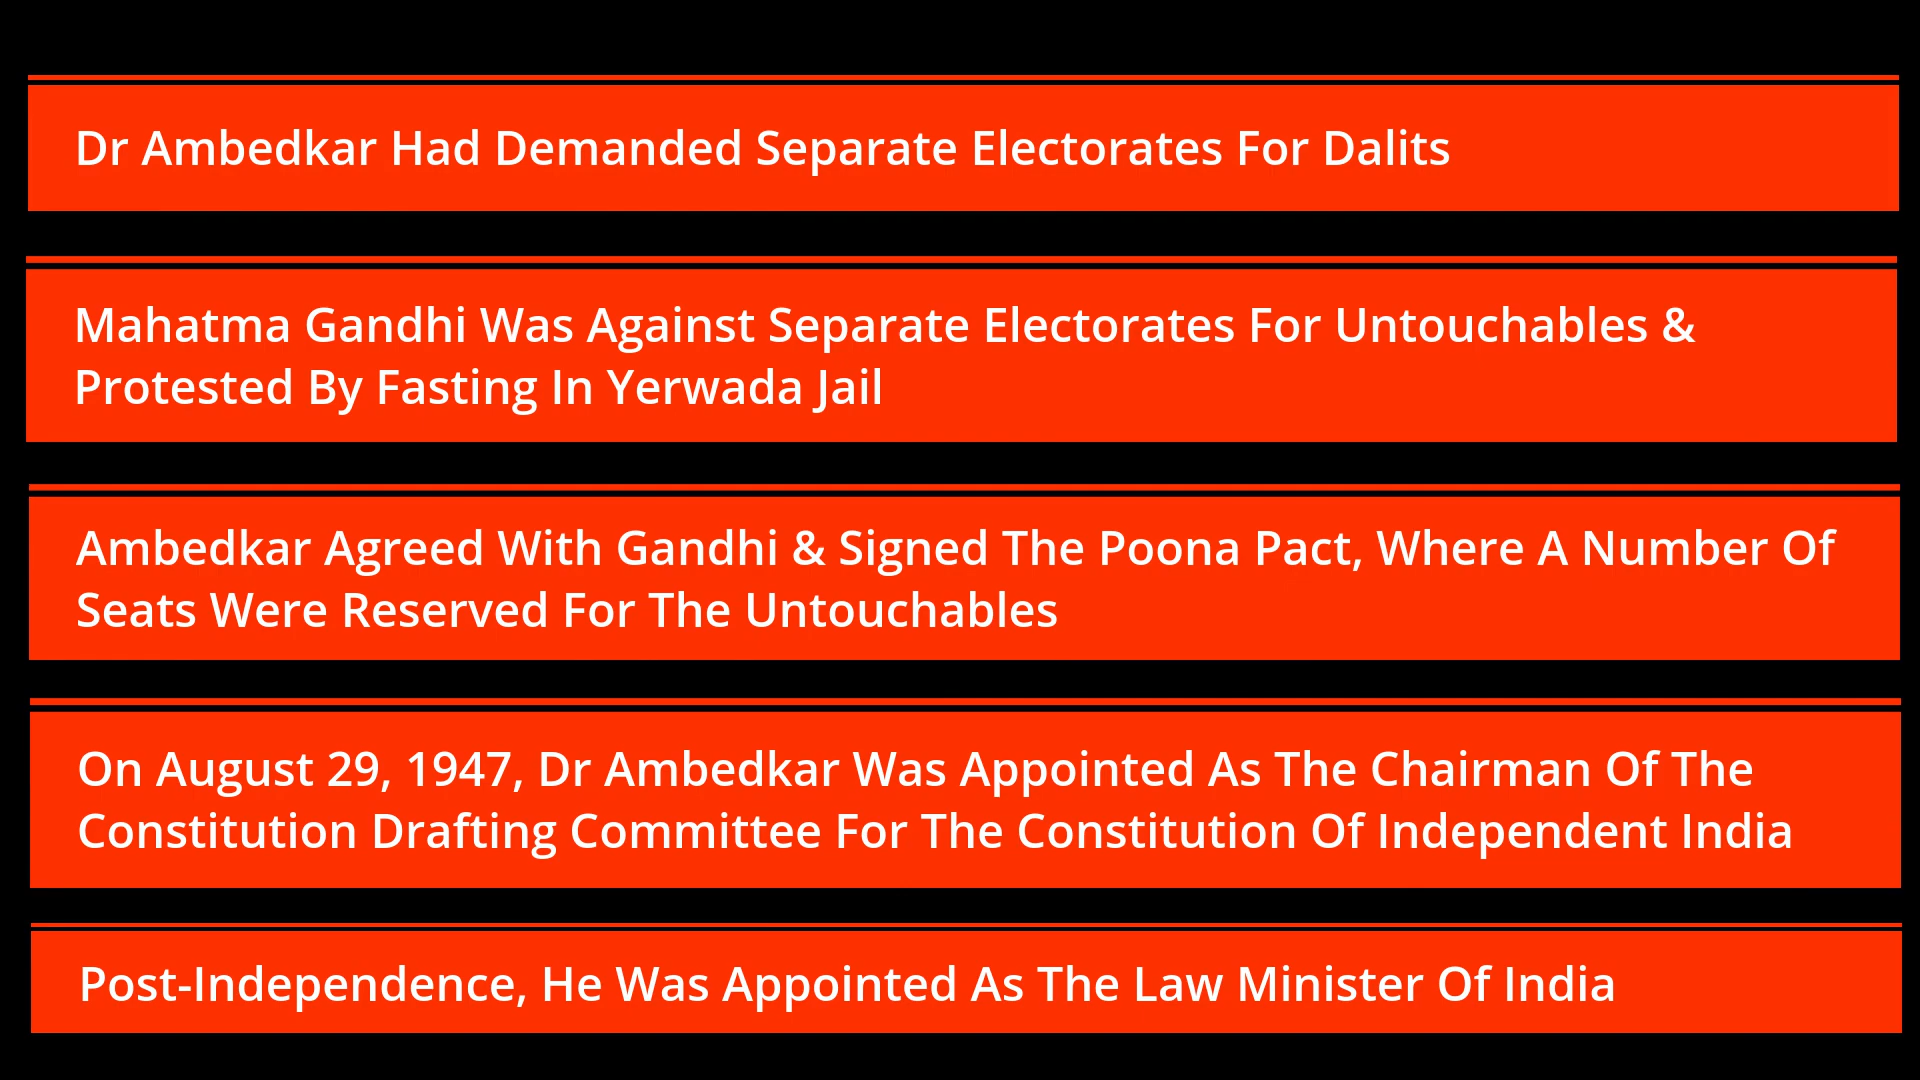 Dr Ambedkar Had Demanded Separate Electorates For Dalits
Mahatma Gandhi Was Against Separate Electorates For Untouchables &
Protested By Fasting In Yerwada Jail
Ambedkar Agreed With Gandhi & Signed The Poona Pact, Where A Number Of
Seats Were Reserved For The Untouchables
On August 29, 1947, Dr Ambedkar Was Appointed As The Chairman Of The
Constitution Drafting Committee For The Constitution Of Independent India
Post-Independence, He Was Appointed As The Law Minister Of India